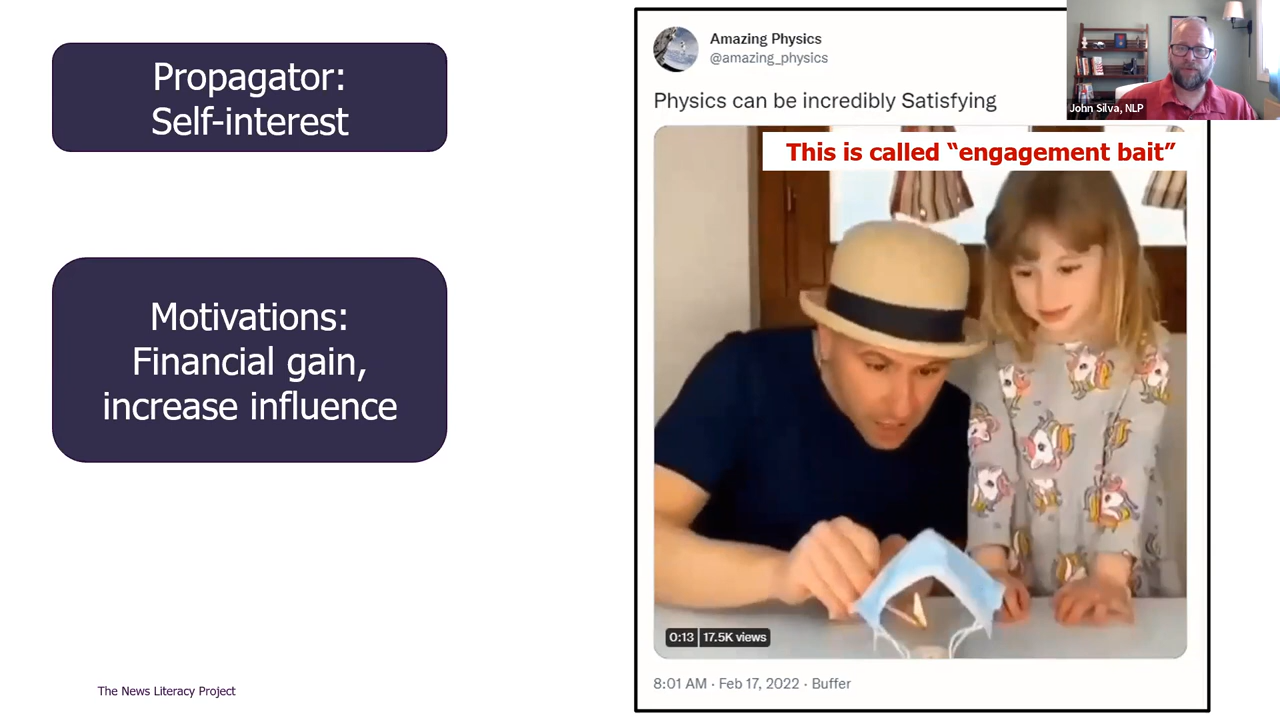 Propagator:
Self-interest
Motivations:
Financial gain,
increase influence
The News Literacy Project
Amazing Physics
@amazing_physics
Physics can be incredibly Satisfying
This is called “engagement bait”
0:13 17.5K views
8:01 AM · Feb 17, 2022 · Buffer
John Silva, NLP